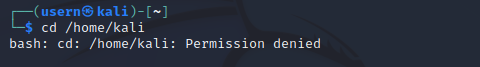 ┌──(usern㉿kali)-[~]
└─$ cd /home/kali
bash: cd: /home/kali: Permission denied